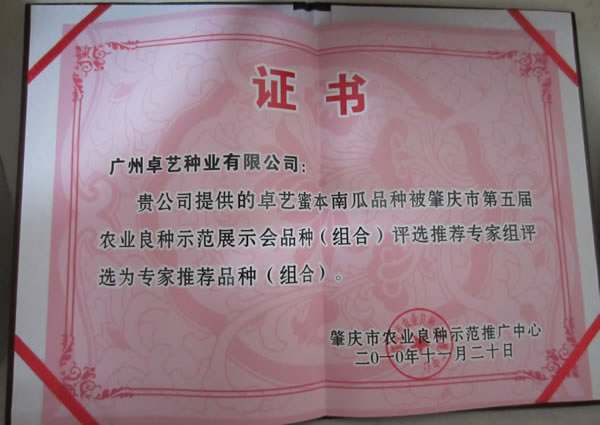 证书
广州卓艺种业有限公司：
贵公司提供的卓艺蜜本南瓜品种被肇庆市第五届
农业良种示范展示会品种（组合）评选推荐专家组评
选为专家推荐品种（组合）。
肇庆市农业良种示范推广中心
二0一0年十一月二十日